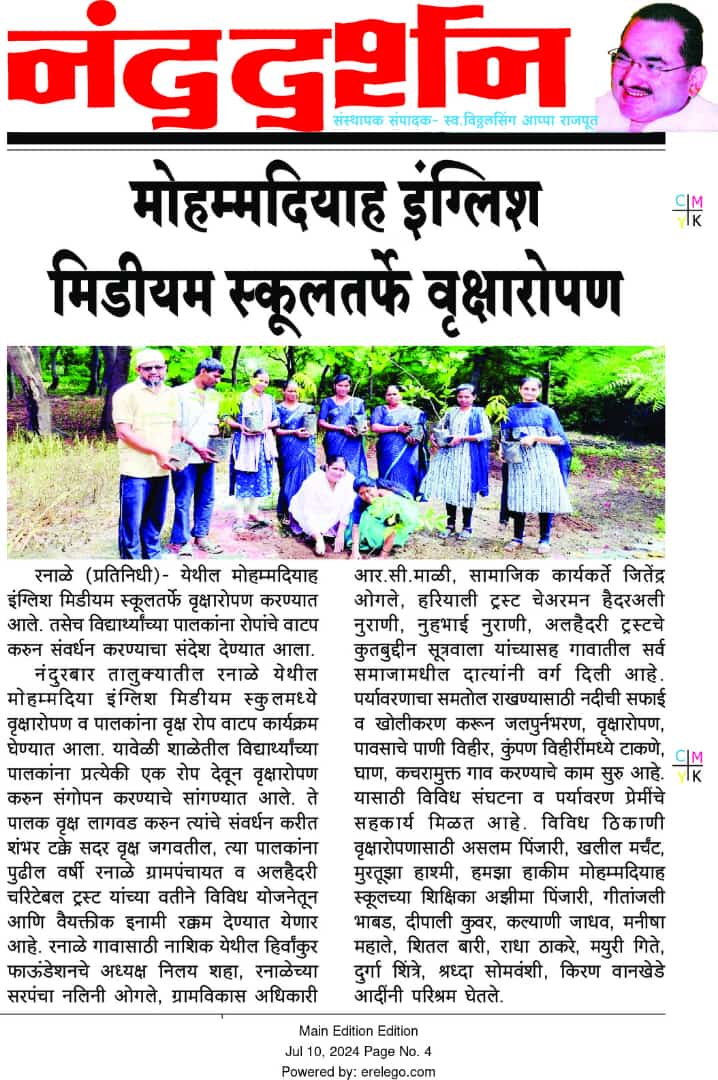 नंदुदर्शन
संस्थापक संपादक- स्व.विठ्ठलसिंग आप्पा राजपूत
मोहम्मदियाह इंग्लिश
मिडीयम स्कूलतर्फे वृक्षारोपण
C M
Y K
रनाळे (प्रतिनिधी)- येथील मोहम्मदियाह
इंग्लिश मिडीयम स्कूलतर्फे वृक्षारोपण करण्यात
आले. तसेच विद्यार्थ्यांच्या पालकांना रोपांचे वाटप
करुन संवर्धन करण्याचा संदेश देण्यात आला.
नंदुरबार तालुक्यातील रनाळे येथील
मोहम्मदिया इंग्लिश मिडीयम स्कुलमध्ये
वृक्षारोपण व पालकांना वृक्ष रोप वाटप कार्यक्रम
घेण्यात आला. यावेळी शाळेतील विद्यार्थ्यांच्या
पालकांना प्रत्येकी एक रोप देवून वृक्षारोपण
करुन संगोपन करण्याचे सांगण्यात आले. ते
पालक वृक्ष लागवड करुन त्यांचे संवर्धन करीत
शंभर टक्के सदर वृक्ष जगवतील, त्या पालकांना
पुढील वर्षी रनाळे ग्रामपंचायत व अलहैदरी
चरिटेबल ट्रस्ट यांच्या वतीने विविध योजनेतून
आणि वैयक्तीक इनामी रक्कम देण्यात येणार
आहे. रनाळे गावासाठी नाशिक येथील हिर्वांकुर
फाऊंडेशनचे अध्यक्ष निलय शहा, रनाळेच्या
सरपंचा नलिनी ओगले, ग्रामविकास अधिकारी
आर.सी.माळी, सामाजिक कार्यकर्ते जितेंद्र
ओगले, हरियाली ट्रस्ट चेअरमन हैदरअली
नुराणी, नुहभाई नुराणी, अलहैदरी ट्रस्टचे
कुतबुद्दीन सूत्रवाला यांच्यासह गावातील सर्व
समाजामधील दात्यांनी वर्ग दिली आहे.
पर्यावरणाचा समतोल राखण्यासाठी नदीची सफाई
व खोलीकरण करून जलपुर्नभरण, वृक्षारोपण,
पावसाचे पाणी विहीर, कुंपण विहीरींमध्ये टाकणे,
घाण, कचरामुक्त गाव करण्याचे काम सुरु आहे.
यासाठी विविध संघटना व पर्यावरण प्रेमींचे
सहकार्य मिळत आहे. विविध ठिकाणी
वृक्षारोपणासाठी असलम पिंजारी, खलील मर्चंट,
मुरतूझा हाश्मी, हमझा हाकीम मोहम्मदियाह
स्कूलच्या शिक्षिका अझीमा पिंजारी, गीतांजली
भाबड, दीपाली कुवर, कल्याणी जाधव, मनीषा
महाले, शितल बारी, राधा ठाकरे, मयुरी गिते,
दुर्गा शिंत्रे, श्रध्दा सोमवंशी, किरण वानखेडे
आदींनी परिश्रम घेतले.
C M
Y K
Main Edition Edition
Jul 10, 2024 Page No. 4
Powered by: erelego.com